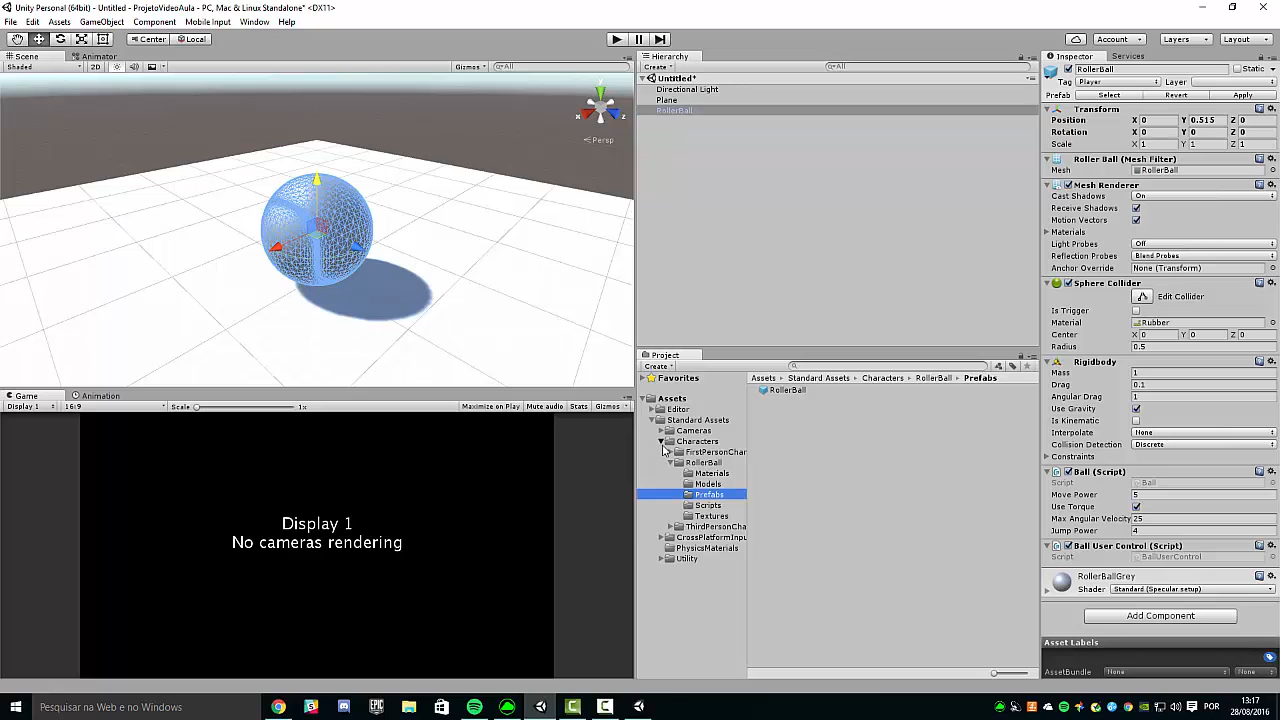 Unity Personal (64bit) - Untitled - ProjetoVideoAula - PC, Mac & Linux Standalone* <DX11>
File Edit Assets GameObject Component Mobile Input Window Help
Center Local Account Layers Layout
Scene Animator
Shaded 2D Gizmos All
Persp
Game Animation
Display 1 16:9 Scale 1x Maximize on Play Mute audio Stats Gizmos
Display 1
No cameras rendering
Hierarchy
Create All
Untitled*
Directional Light
Plane
RollerBall
Project
Create
Favorites
Assets
Editor
Standard Assets
Cameras
Characters
FirstPersonChar
RollerBall
Materials
Models
Prefabs
Scripts
Textures
ThirdPersonCha
CrossPlatformInpu
PhysicsMaterials
Utility
Assets Standard Assets Characters RollerBall Prefabs
RollerBall
Inspector Services
RollerBall Static
Tag Player Layer
Prefab Select Revert Apply
Transform
Position X 0 Y 0.515 Z 0
Rotation X 0 Y 0 Z 0
Scale X 1 Y 1 Z 1
Roller Ball (Mesh Filter)
Mesh RollerBall
Mesh Renderer
Cast Shadows On
Receive Shadows
Motion Vectors
Materials
Light Probes Off
Reflection Probes Blend Probes
Anchor Override None (Transform)
Sphere Collider
Edit Collider
Is Trigger
Material Rubber
Center X 0 Y 0 Z 0
Radius 0.5
Rigidbody
Mass 1
Drag 0.1
Angular Drag 1
Use Gravity
Is Kinematic
Interpolate None
Collision Detection Discrete
Constraints
Ball (Script)
Script Ball
Move Power 5
Use Torque
Max Angular Velocity 25
Jump Power 4
Ball User Control (Script)
Script BallUserControl
RollerBallGrey
Shader Standard (Specular setup)
Add Component
Asset Labels
AssetBundle None None
Pesquisar na Web e no Windows
EPIC
POR
13:17
28/08/2016